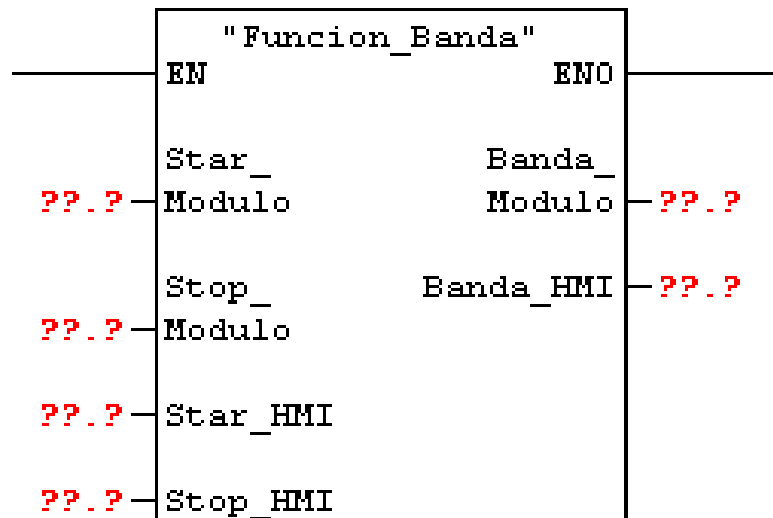 "Funcion_Banda"
EN ENO
Star_ Banda_
??.? Modulo Modulo ??.?
Stop_ Banda_HMI ??.?
??.? Modulo
??.? Star_HMI
??.? Stop_HMI